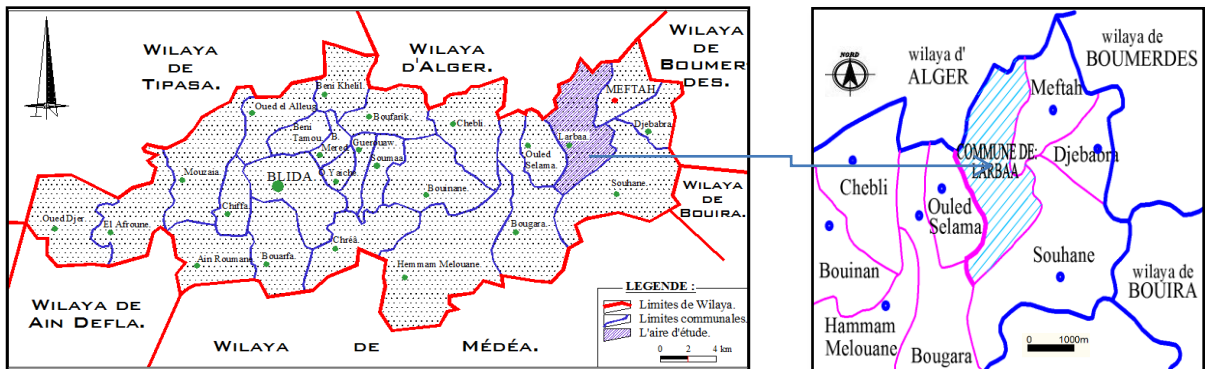 WILAYA
DE
TIPASA.
WILAYA
D'ALGER.
WILAYA
DE
BOUMER
DES.
Beni Khelil.
MEFTAH
Oued el Alleug
Boufarik.
Chebli.
Djebabra
Beni
Tamou.
B
Mered.
Guerouaw.
Larbaa
Soumaa
Ouled
Selama.
Mouzaia.
BLIDA
Yaiche
Bouinane.
Souhane.
WILAYA
DE
BOUIRA.
Chiffa
Oued Djer
El Afroune.
Chréa.
Bougara.
Ain Roumane
Bouarfa.
Hemmam Melouane.
WILAYA DE
AIN DEFLA.
WILAYA DE MÉDÉA.
LEGENDE :
Limites de Wilaya.
Limites communales.
L'aire d'étude.
0 2 4 km
NORD
wilaya d'
ALGER
wilaya de
BOUMERDES
Meftah
COMMUNE DE:
LARBAA
Djebabra
Chebli
Ouled
Selama
Souhane
Bouinan
wilaya de
BOUIRA
Hammam
Melouane
Bougara
0 1000m